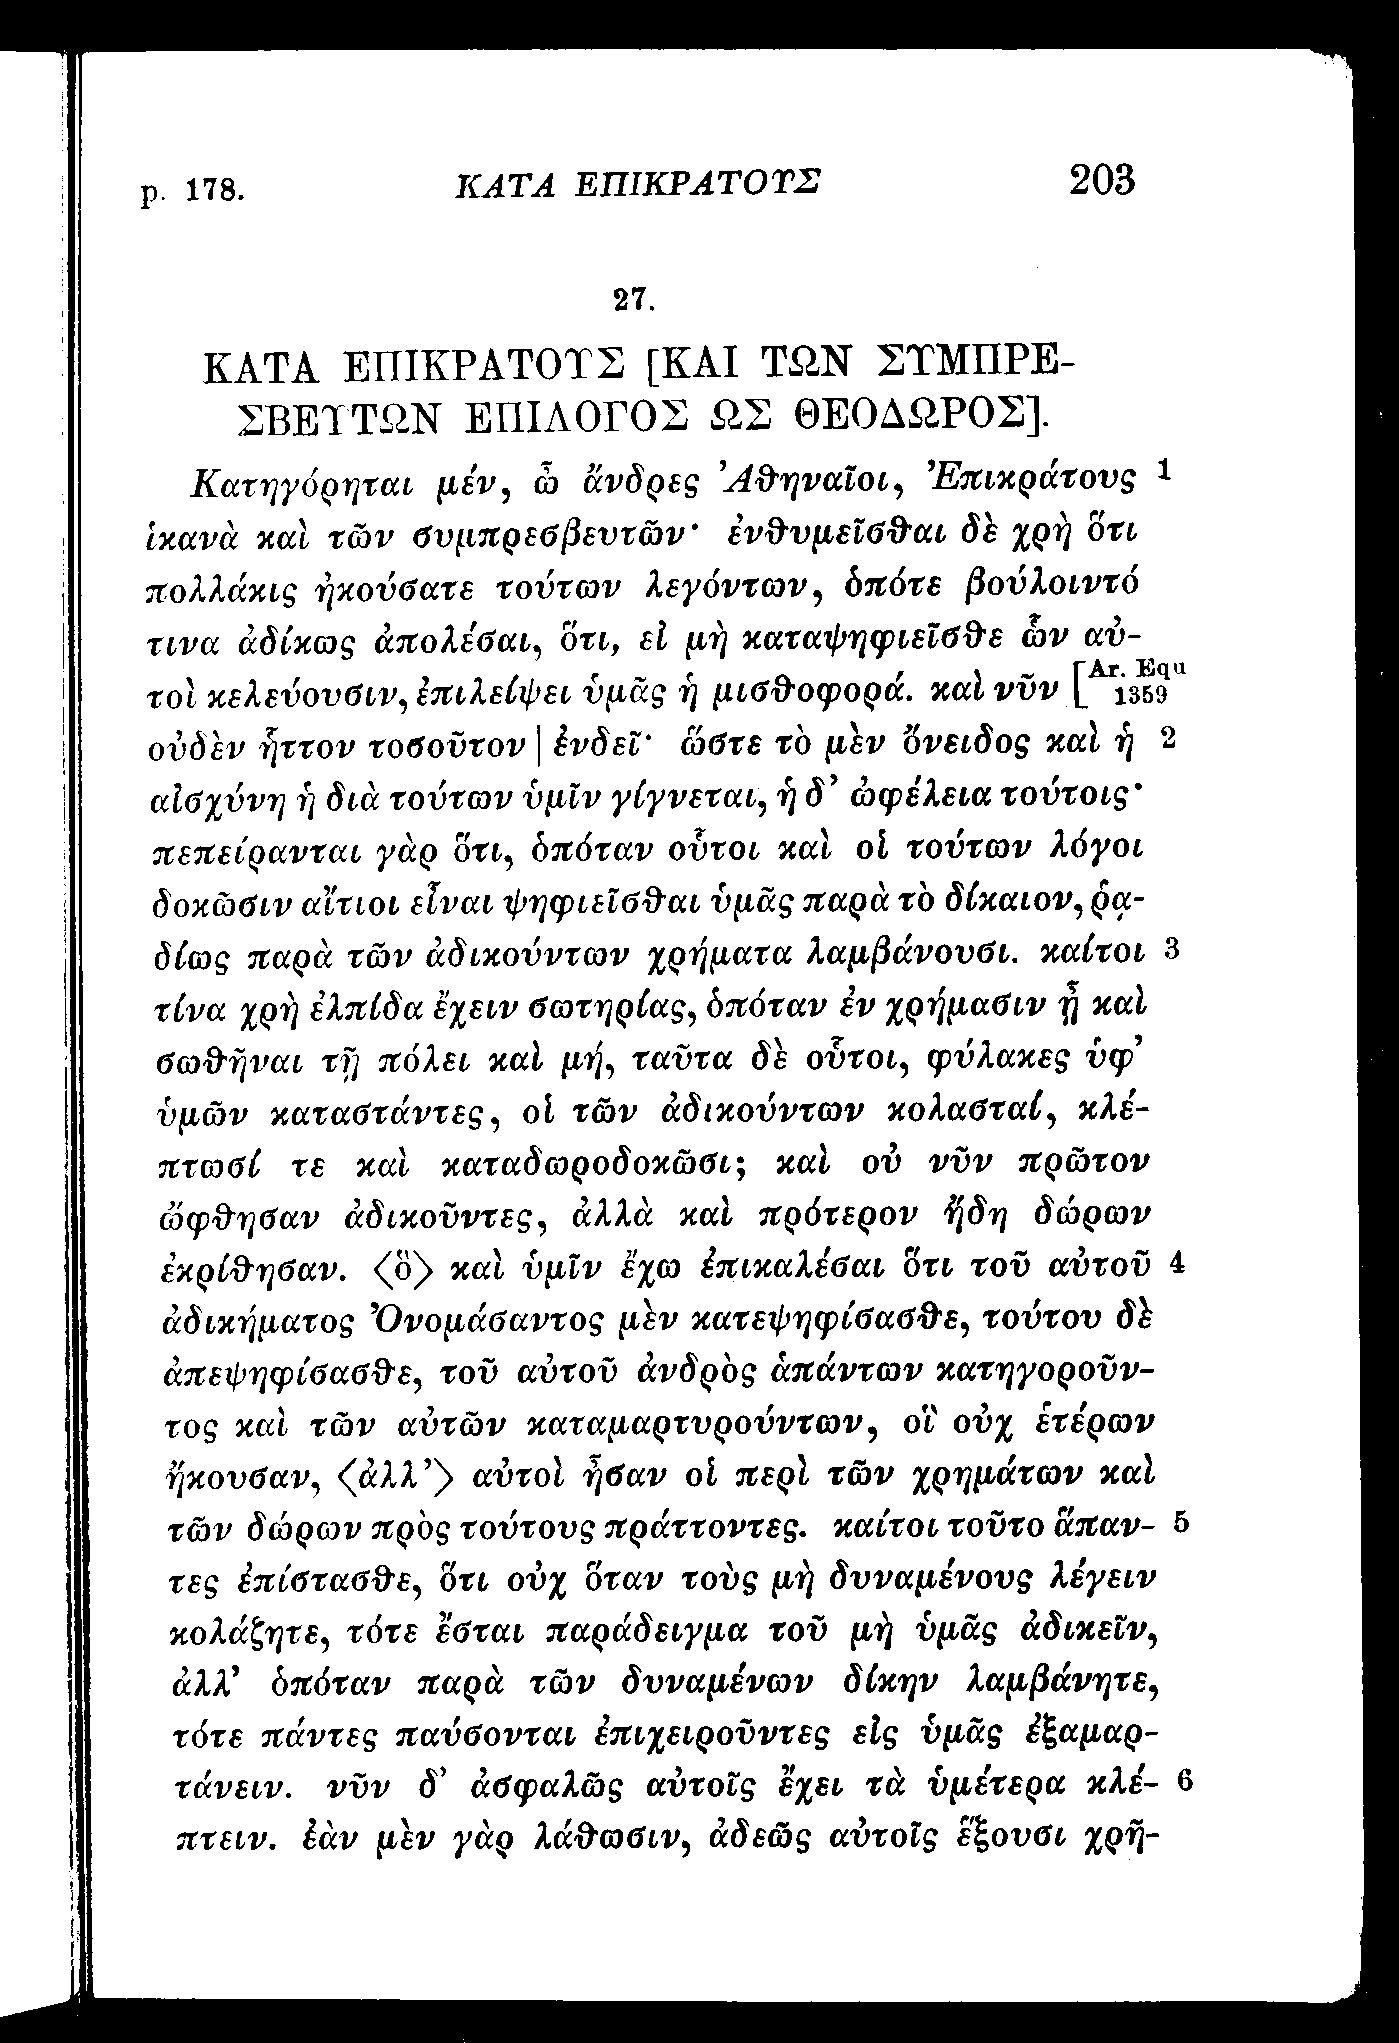 p. 178. ΚΑΤΑ ΕΠΙΚΡΑΤΟΥΣ 203
27.
ΚΑΤΑ ΕΠΙΚΡΑΤΟΥΣ [ΚΑΙ ΤΩΝ ΣΥΜΠΡΕ-
ΣΒΕΥΤΩΝ ΕΠΙΛΟΓΟΣ ΩΣ ΘΕΟΔΩΡΟΣ].
Κατηγόρηται μέν, ὦ ἄνδρες Ἀθηναῖοι, Ἐπικράτους 1
ἱκανὰ καὶ τῶν συμπρεσβευτῶν· ἐνθυμεῖσθαι δὲ χρὴ ὅτι
πολλάκις ἠκούσατε τούτων λεγόντων, ὁπότε βούλοιντό
τινα ἀδίκως ἀπολέσαι, ὅτι, εἰ μὴ καταψηφιεῖσθε ὧν αὐ-
τοὶ κελεύουσιν, ἐπιλείψει ὑμᾶς ἡ μισθοφορά. καὶ νῦν [Ar. Equ 1359
οὐδὲν ἧττον τοσοῦτον | ἐνδεῖ· ὥστε τὸ μὲν ὄνειδος καὶ ἡ 2
αἰσχύνη ἡ διὰ τούτων ὑμῖν γίγνεται, ἡ δ’ ὠφέλεια τούτοις·
πεπείρανται γὰρ ὅτι, ὁπόταν οὗτοι καὶ οἱ τούτων λόγοι
δοκῶσιν αἴτιοι εἶναι ψηφιεῖσθαι ὑμᾶς παρὰ τὸ δίκαιον, ῥᾳ-
δίως παρὰ τῶν ἀδικούντων χρήματα λαμβάνουσι. καίτοι 3
τίνα χρὴ ἐλπίδα ἔχειν σωτηρίας, ὁπόταν ἐν χρήμασιν ᾖ καὶ
σωθῆναι τῇ πόλει καὶ μή, ταῦτα δὲ οὗτοι, φύλακες ὑφ’
ὑμῶν καταστάντες, οἱ τῶν ἀδικούντων κολασταί, κλέ-
πτωσί τε καὶ καταδωροδοκῶσι; καὶ οὐ νῦν πρῶτον
ὤφθησαν ἀδικοῦντες, ἀλλὰ καὶ πρότερον ἤδη δώρων
ἐκρίθησαν. ⟨ὃ⟩ καὶ ὑμῖν ἔχω ἐπικαλέσαι ὅτι τοῦ αὐτοῦ 4
ἀδικήματος Ὀνομάσαντος μὲν κατεψηφίσασθε, τούτου δὲ
ἀπεψηφίσασθε, τοῦ αὐτοῦ ἀνδρὸς ἁπάντων κατηγοροῦν-
τος καὶ τῶν αὐτῶν καταμαρτυρούντων, οἳ οὐχ ἑτέρων
ἤκουσαν, ⟨ἀλλ’⟩ αὐτοὶ ἦσαν οἱ περὶ τῶν χρημάτων καὶ
τῶν δώρων πρὸς τούτους πράττοντες. καίτοι τοῦτο ἅπαν- 5
τες ἐπίστασθε, ὅτι οὐχ ὅταν τοὺς μὴ δυναμένους λέγειν
κολάζητε, τότε ἔσται παράδειγμα τοῦ μὴ ὑμᾶς ἀδικεῖν,
ἀλλ’ ὁπόταν παρὰ τῶν δυναμένων δίκην λαμβάνητε,
τότε πάντες παύσονται ἐπιχειροῦντες εἰς ὑμᾶς ἐξαμαρ-
τάνειν. νῦν δ’ ἀσφαλῶς αὐτοῖς ἔχει τὰ ὑμέτερα κλέ- 6
πτειν. ἐὰν μὲν γὰρ λάθωσιν, ἀδεῶς αὐτοῖς ἕξουσι χρῆ-